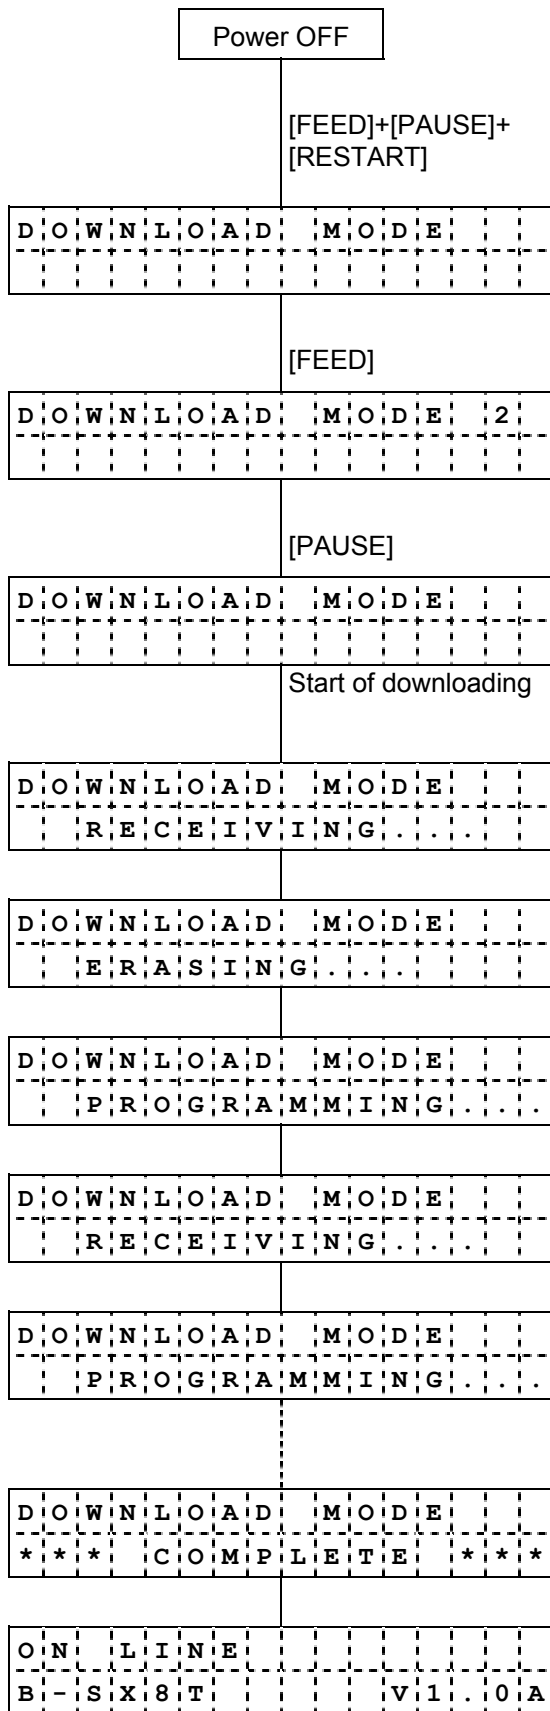 Power OFF
[FEED]+[PAUSE]+
[RESTART]
DOWNLOAD MODE
[FEED]
DOWNLOAD MODE 2
[PAUSE]
DOWNLOAD MODE
Start of downloading
DOWNLOAD MODE
RECEIVING...
DOWNLOAD MODE
ERASING...
DOWNLOAD MODE
PROGRAMMING...
DOWNLOAD MODE
RECEIVING...
DOWNLOAD MODE
PROGRAMMING...
DOWNLOAD MODE
*** COMPLETE ***
ON LINE
B-SX8T V1.0A